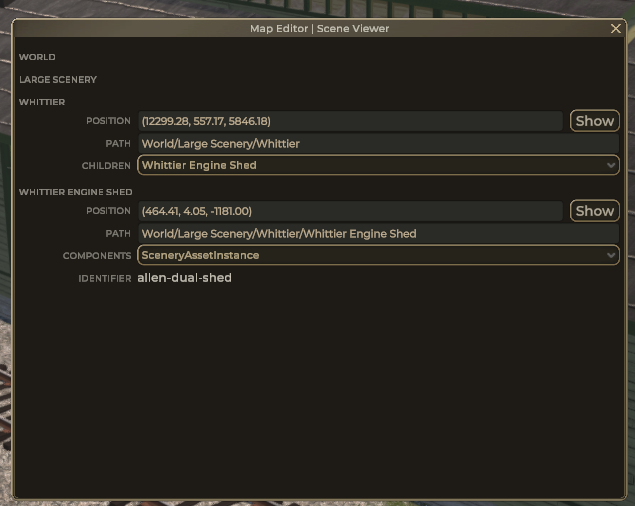 Map Editor | Scene Viewer
WORLD
LARGE SCENERY
WHITTIER
POSITION (12299.28, 557.17, 5846.18) Show
PATH World/Large Scenery/Whittier
CHILDREN Whittier Engine Shed
WHITTIER ENGINE SHED
POSITION (464.41, 4.05, -1181.00) Show
PATH World/Large Scenery/Whittier/Whittier Engine Shed
COMPONENTS SceneryAssetInstance
IDENTIFIER allen-dual-shed